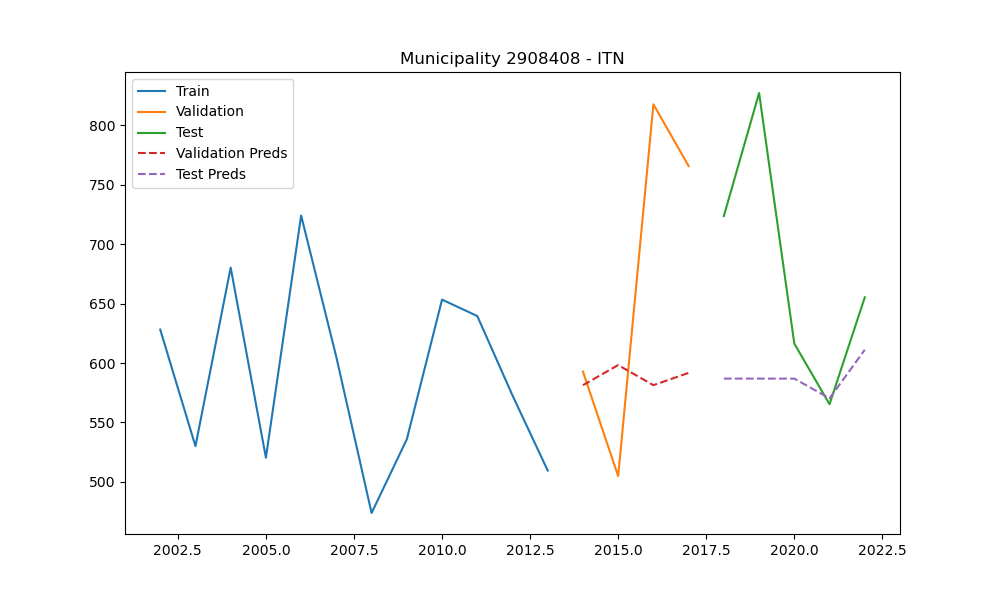 Municipality 2908408 - ITN
Train
Validation
Test
Validation Preds
Test Preds
800
750
700
650
600
550
500
2002.5 2005.0 2007.5 2010.0 2012.5 2015.0 2017.5 2020.0 2022.5